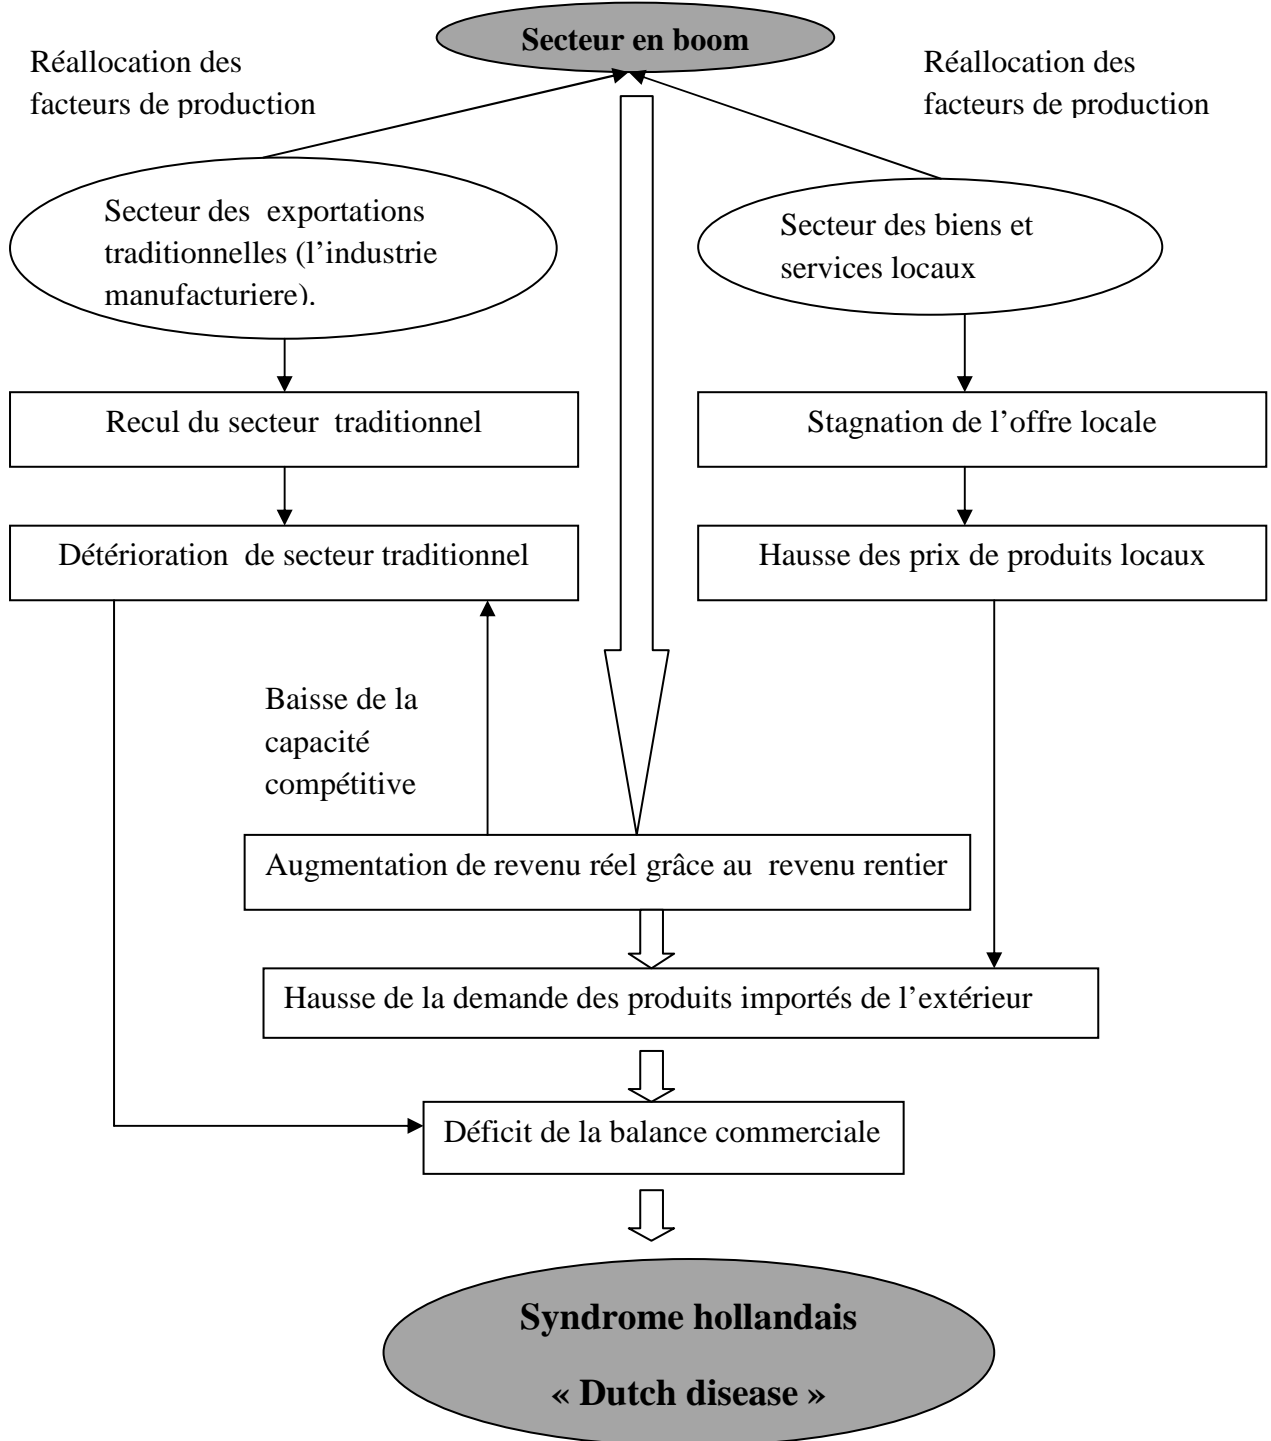 Secteur en boom
Réallocation des
facteurs de production
Réallocation des
facteurs de production
Secteur des exportations
traditionnelles (l’industrie
manufacturiere).
Secteur des biens et
services locaux
Recul du secteur traditionnel
Stagnation de l’offre locale
Détérioration de secteur traditionnel
Hausse des prix de produits locaux
Baisse de la
capacité
compétitive
Augmentation de revenu réel grâce au revenu rentier
Hausse de la demande des produits importés de l’extérieur
Déficit de la balance commerciale
Syndrome hollandais
« Dutch disease »